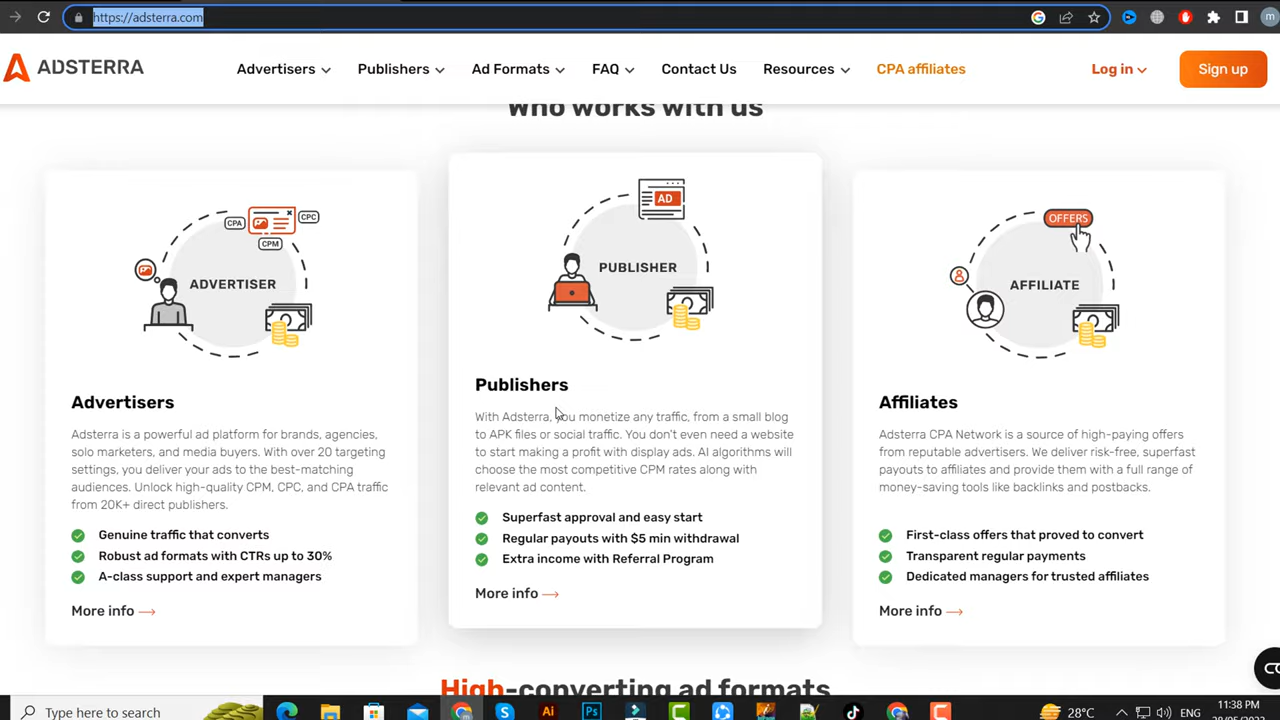 https://adsterra.com
m
ADSTERRA
Advertisers
Publishers
Ad Formats
FAQ
Contact Us
Resources
CPA affiliates
Log in
Sign up
Who works with us
CPA
CPC
CPM
ADVERTISER
Advertisers
Adsterra is a powerful ad platform for brands, agencies,
solo marketers, and media buyers. With over 20 targeting
settings, you deliver your ads to the best-matching
audiences. Unlock high-quality CPM, CPC, and CPA traffic
from 20K+ direct publishers.
Genuine traffic that converts
Robust ad formats with CTRs up to 30%
A-class support and expert managers
More info
AD
PUBLISHER
Publishers
With Adsterra, you monetize any traffic, from a small blog
to APK files or social traffic. You don't even need a website
to start making a profit with display ads. AI algorithms will
choose the most competitive CPM rates along with
relevant ad content.
Superfast approval and easy start
Regular payouts with $5 min withdrawal
Extra income with Referral Program
More info
OFFERS
AFFILIATE
Affiliates
Adsterra CPA Network is a source of high-paying offers
from reputable advertisers. We deliver risk-free, superfast
payouts to affiliates and provide them with a full range of
money-saving tools like backlinks and postbacks.
First-class offers that proved to convert
Transparent regular payments
Dedicated managers for trusted affiliates
More info
High-converting ad formats
Type here to search
Ai
Ps
28°C
ENG
11:38 PM